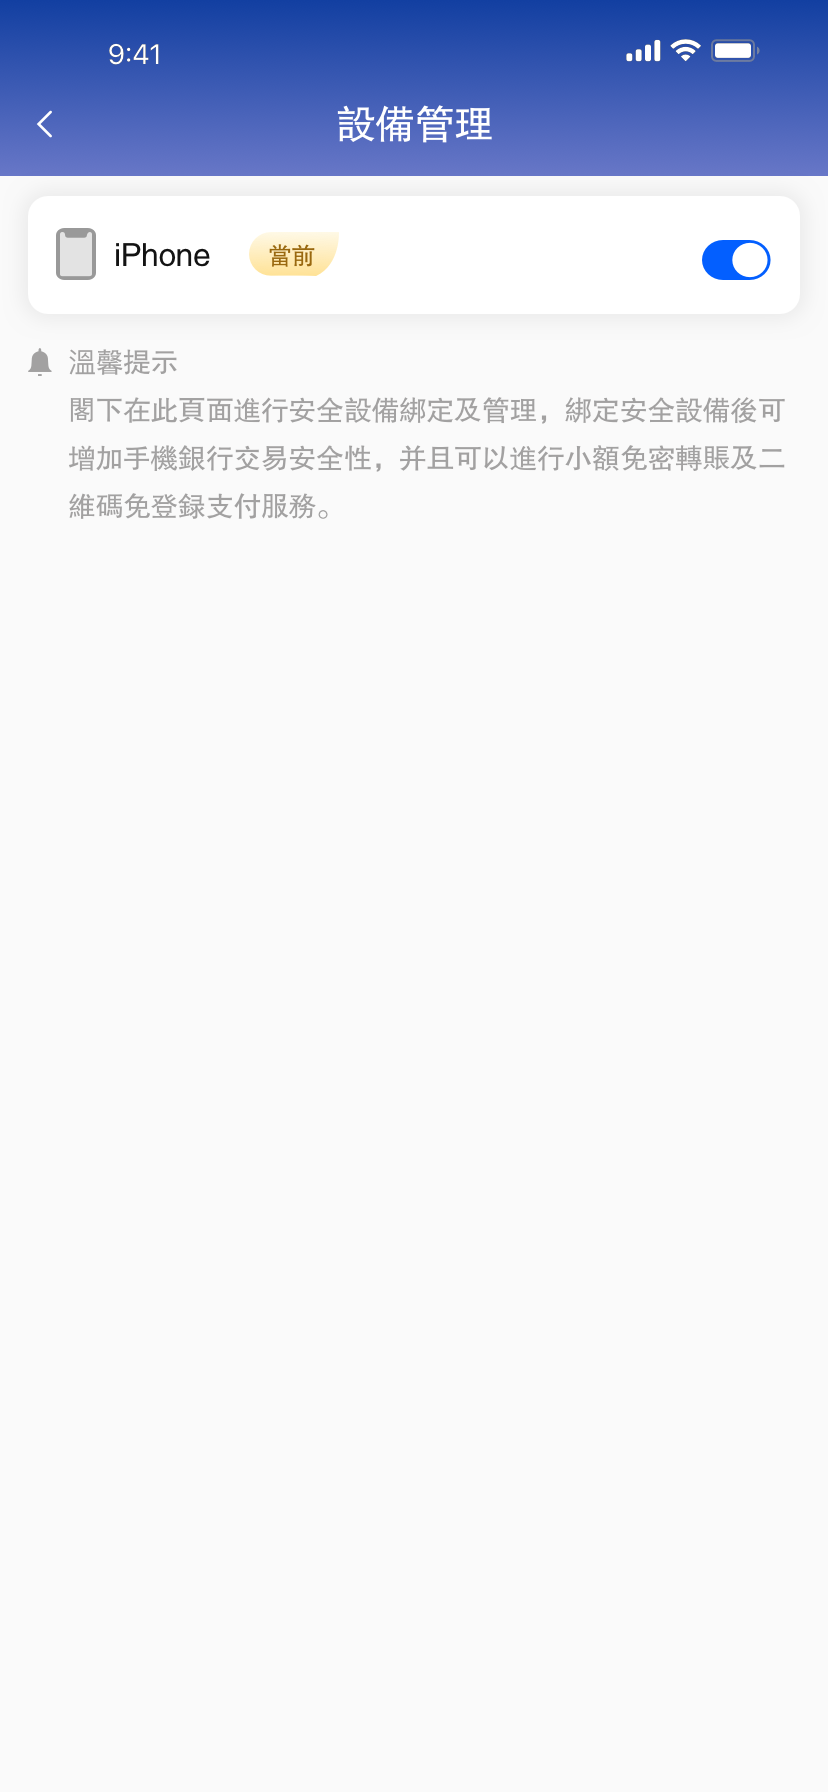 9:41
設備管理
iPhone 當前
溫馨提示
閣下在此頁面進行安全設備綁定及管理，綁定安全設備後可
增加手機銀行交易安全性，并且可以進行小額免密轉賬及二
維碼免登録支付服務。